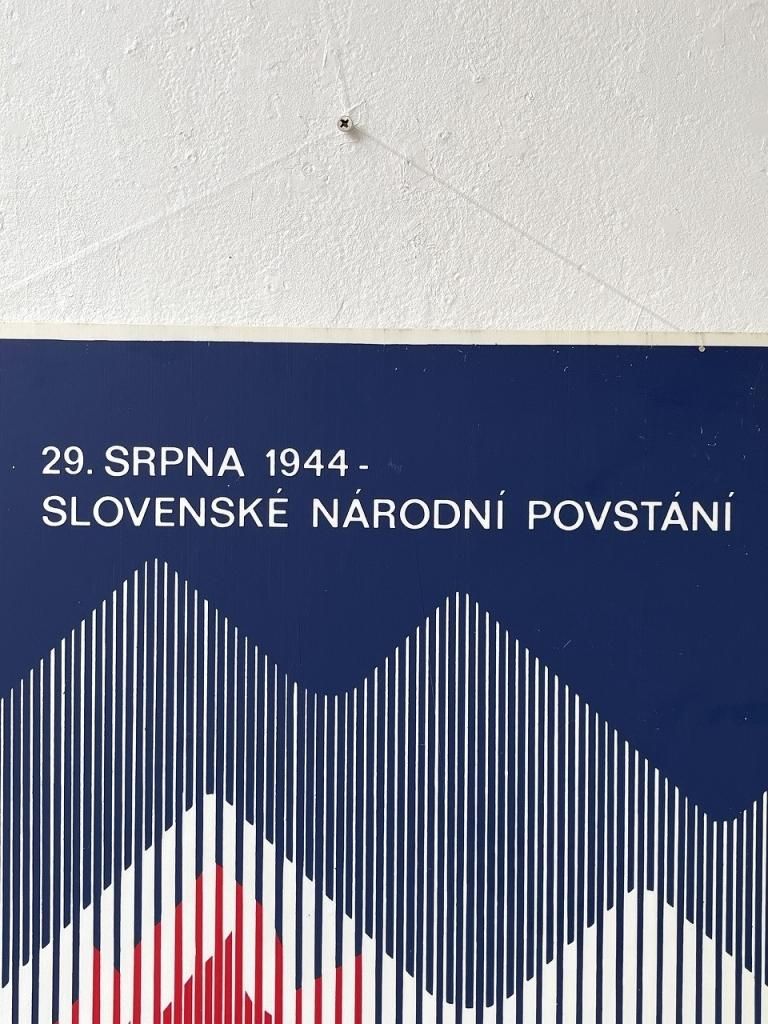 29. SRPNA 1944 -
SLOVENSKÉ NÁRODNÍ POVSTÁNÍ